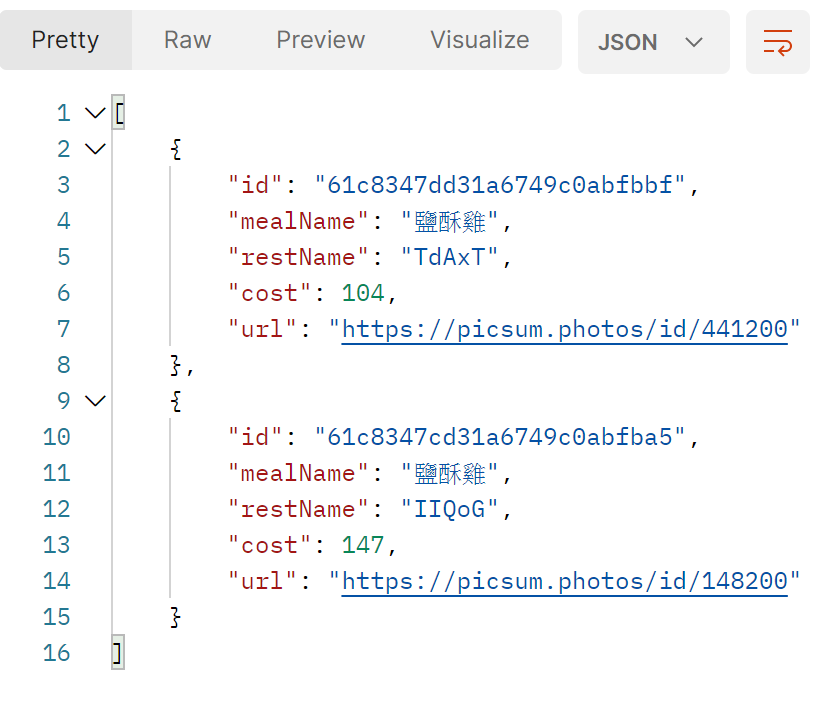 Pretty Raw Preview Visualize JSON
1 [
2 {
3 "id": "61c8347dd31a6749c0abfbbf",
4 "mealName": "鹽酥雞",
5 "restName": "TdAxT",
6 "cost": 104,
7 "url": "https://picsum.photos/id/441200"
8 },
9 {
10 "id": "61c8347cd31a6749c0abfba5",
11 "mealName": "鹽酥雞",
12 "restName": "IIQoG",
13 "cost": 147,
14 "url": "https://picsum.photos/id/148200"
15 }
16 ]